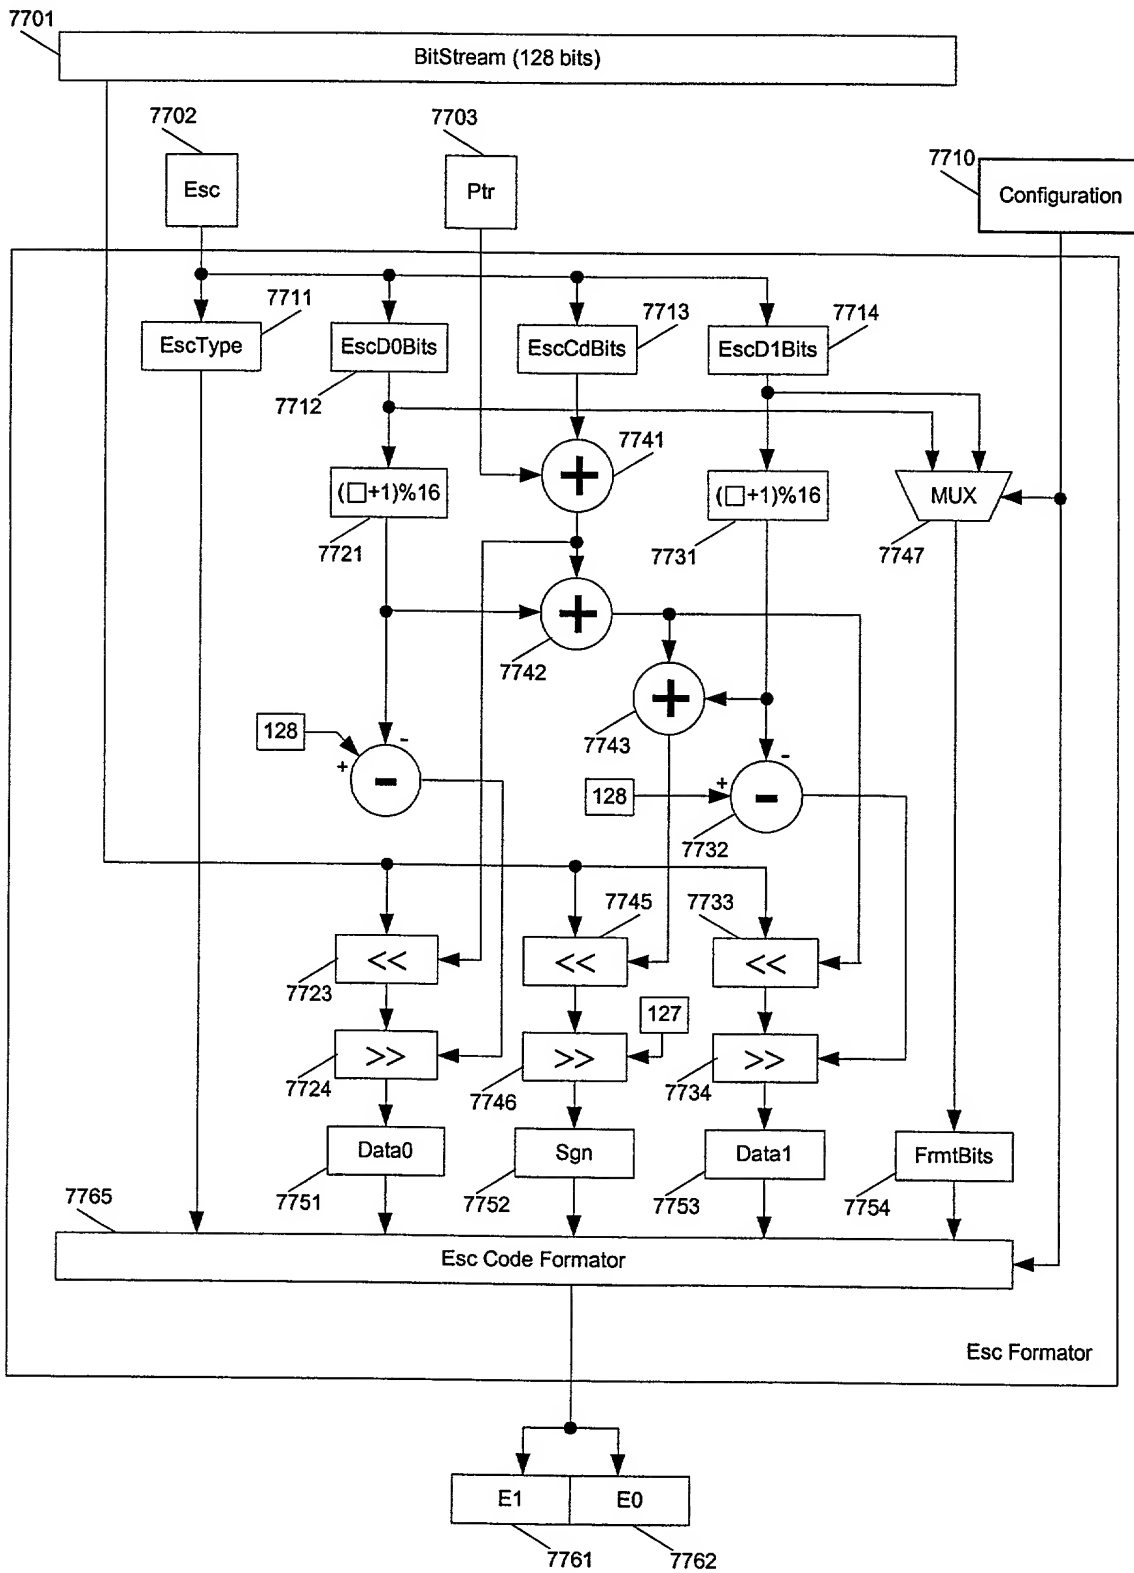 7701
BitStream (128 bits)
7702
7703
7710
Esc
Ptr
Configuration
7711
7713
7714
EscType
EscD0Bits
EscCdBits
EscD1Bits
7712
7741
(□+1)%16
+
(□+1)%16
MUX
7721
7731
7747
+
7742
+
128
-
7743
-
+
-
128
+
-
7732
7745
7733
<<
<<
<<
7723
127
>>
>>
>>
7724
7746
7734
Data0
Sgn
Data1
FrmtBits
7765
7751
7752
7753
7754
Esc Code Formator
Esc Formator
E1
E0
7761
7762